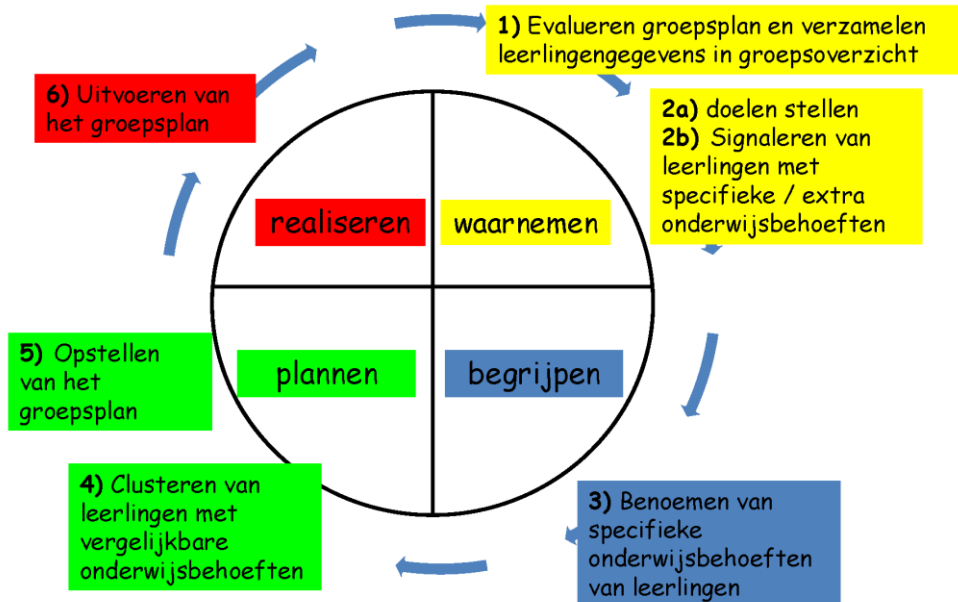 1) Evalueren groepsplan en verzamelen
leerlingengegevens in groepsoverzicht
2a) doelen stellen
2b) Signaleren van
leerlingen met
specifieke / extra
onderwijsbehoeften
3) Benoemen van
specifieke
onderwijsbehoeften
van leerlingen
4) Clusteren van
leerlingen met
vergelijkbare
onderwijsbehoeften
5) Opstellen
van het
groepsplan
6) Uitvoeren van
het groepsplan
realiseren
waarnemen
plannen
begrijpen